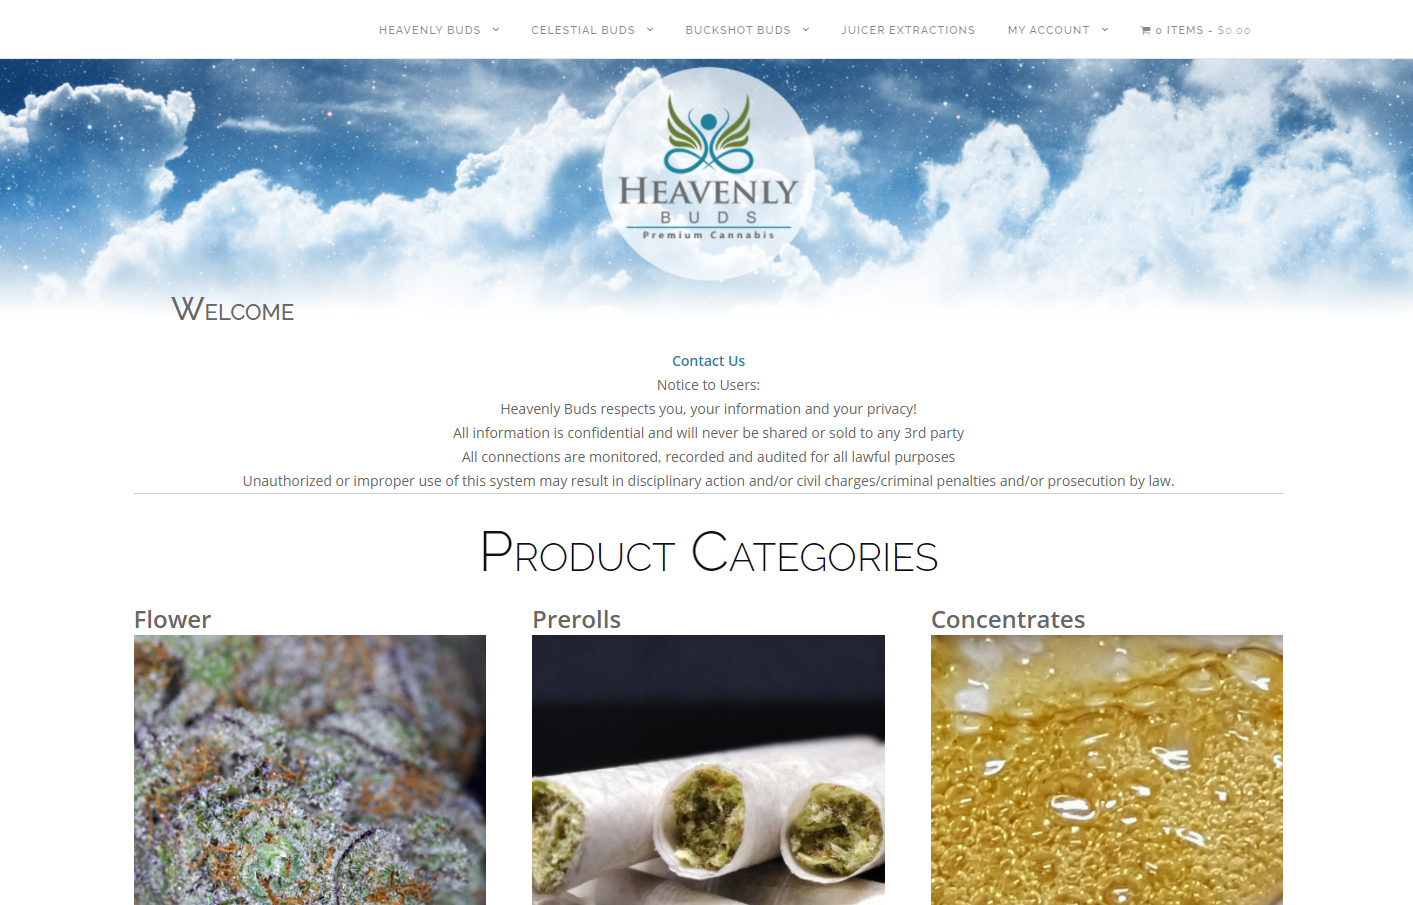 HEAVENLY BUDS
CELESTIAL BUDS
BUCKSHOT BUDS
JUICER EXTRACTIONS
MY ACCOUNT
0 ITEMS - $0.00
HEAVENLY
BUDS
Premium Cannabis
WELCOME
Contact Us
Notice to Users:
Heavenly Buds respects you, your information and your privacy!
All information is confidential and will never be shared or sold to any 3rd party
All connections are monitored, recorded and audited for all lawful purposes
Unauthorized or improper use of this system may result in disciplinary action and/or civil charges/criminal penalties and/or prosecution by law.
PRODUCT CATEGORIES
Flower
Prerolls
Concentrates